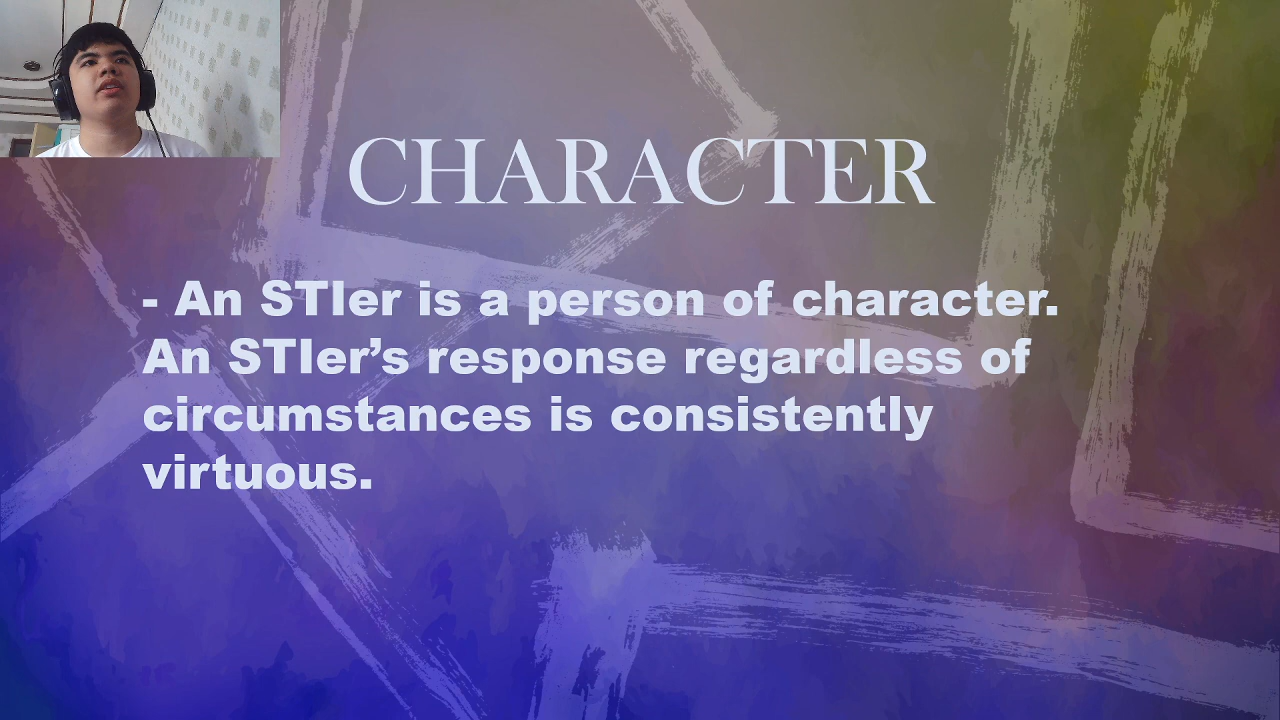 CHARACTER
- An STIer is a person of character.
An STIer’s response regardless of
circumstances is consistently
virtuous.